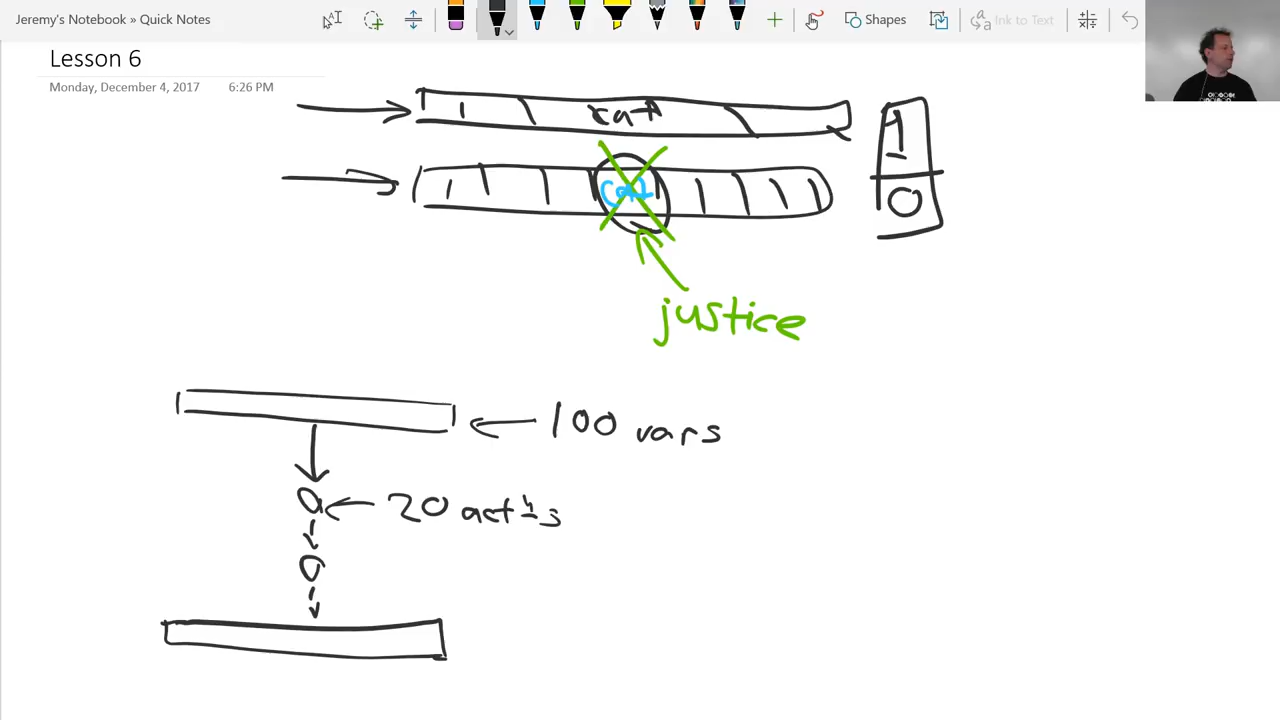 Jeremy's Notebook » Quick Notes
Shapes
Ink to Text
Lesson 6
Monday, December 4, 2017 6:26 PM
cat
1
cat
0
justice
100 vars
20 act's